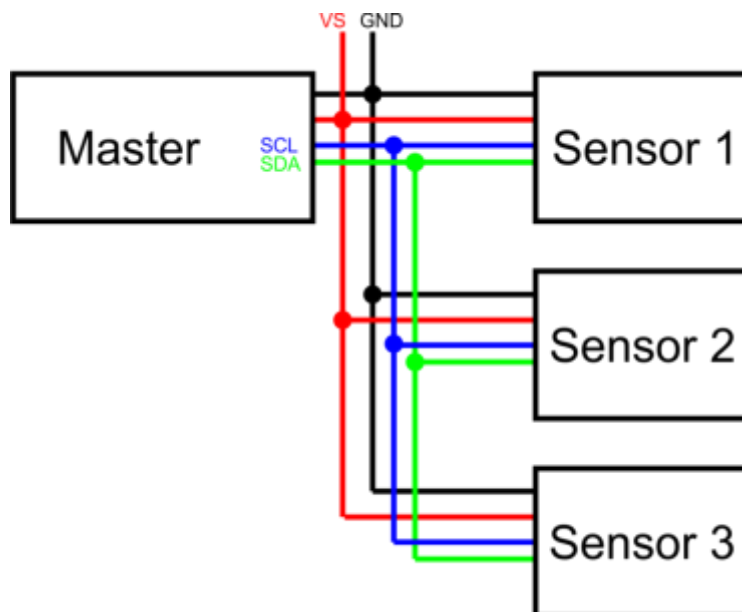 VS GND
Master
SCL
SDA
Sensor 1
Sensor 2
Sensor 3